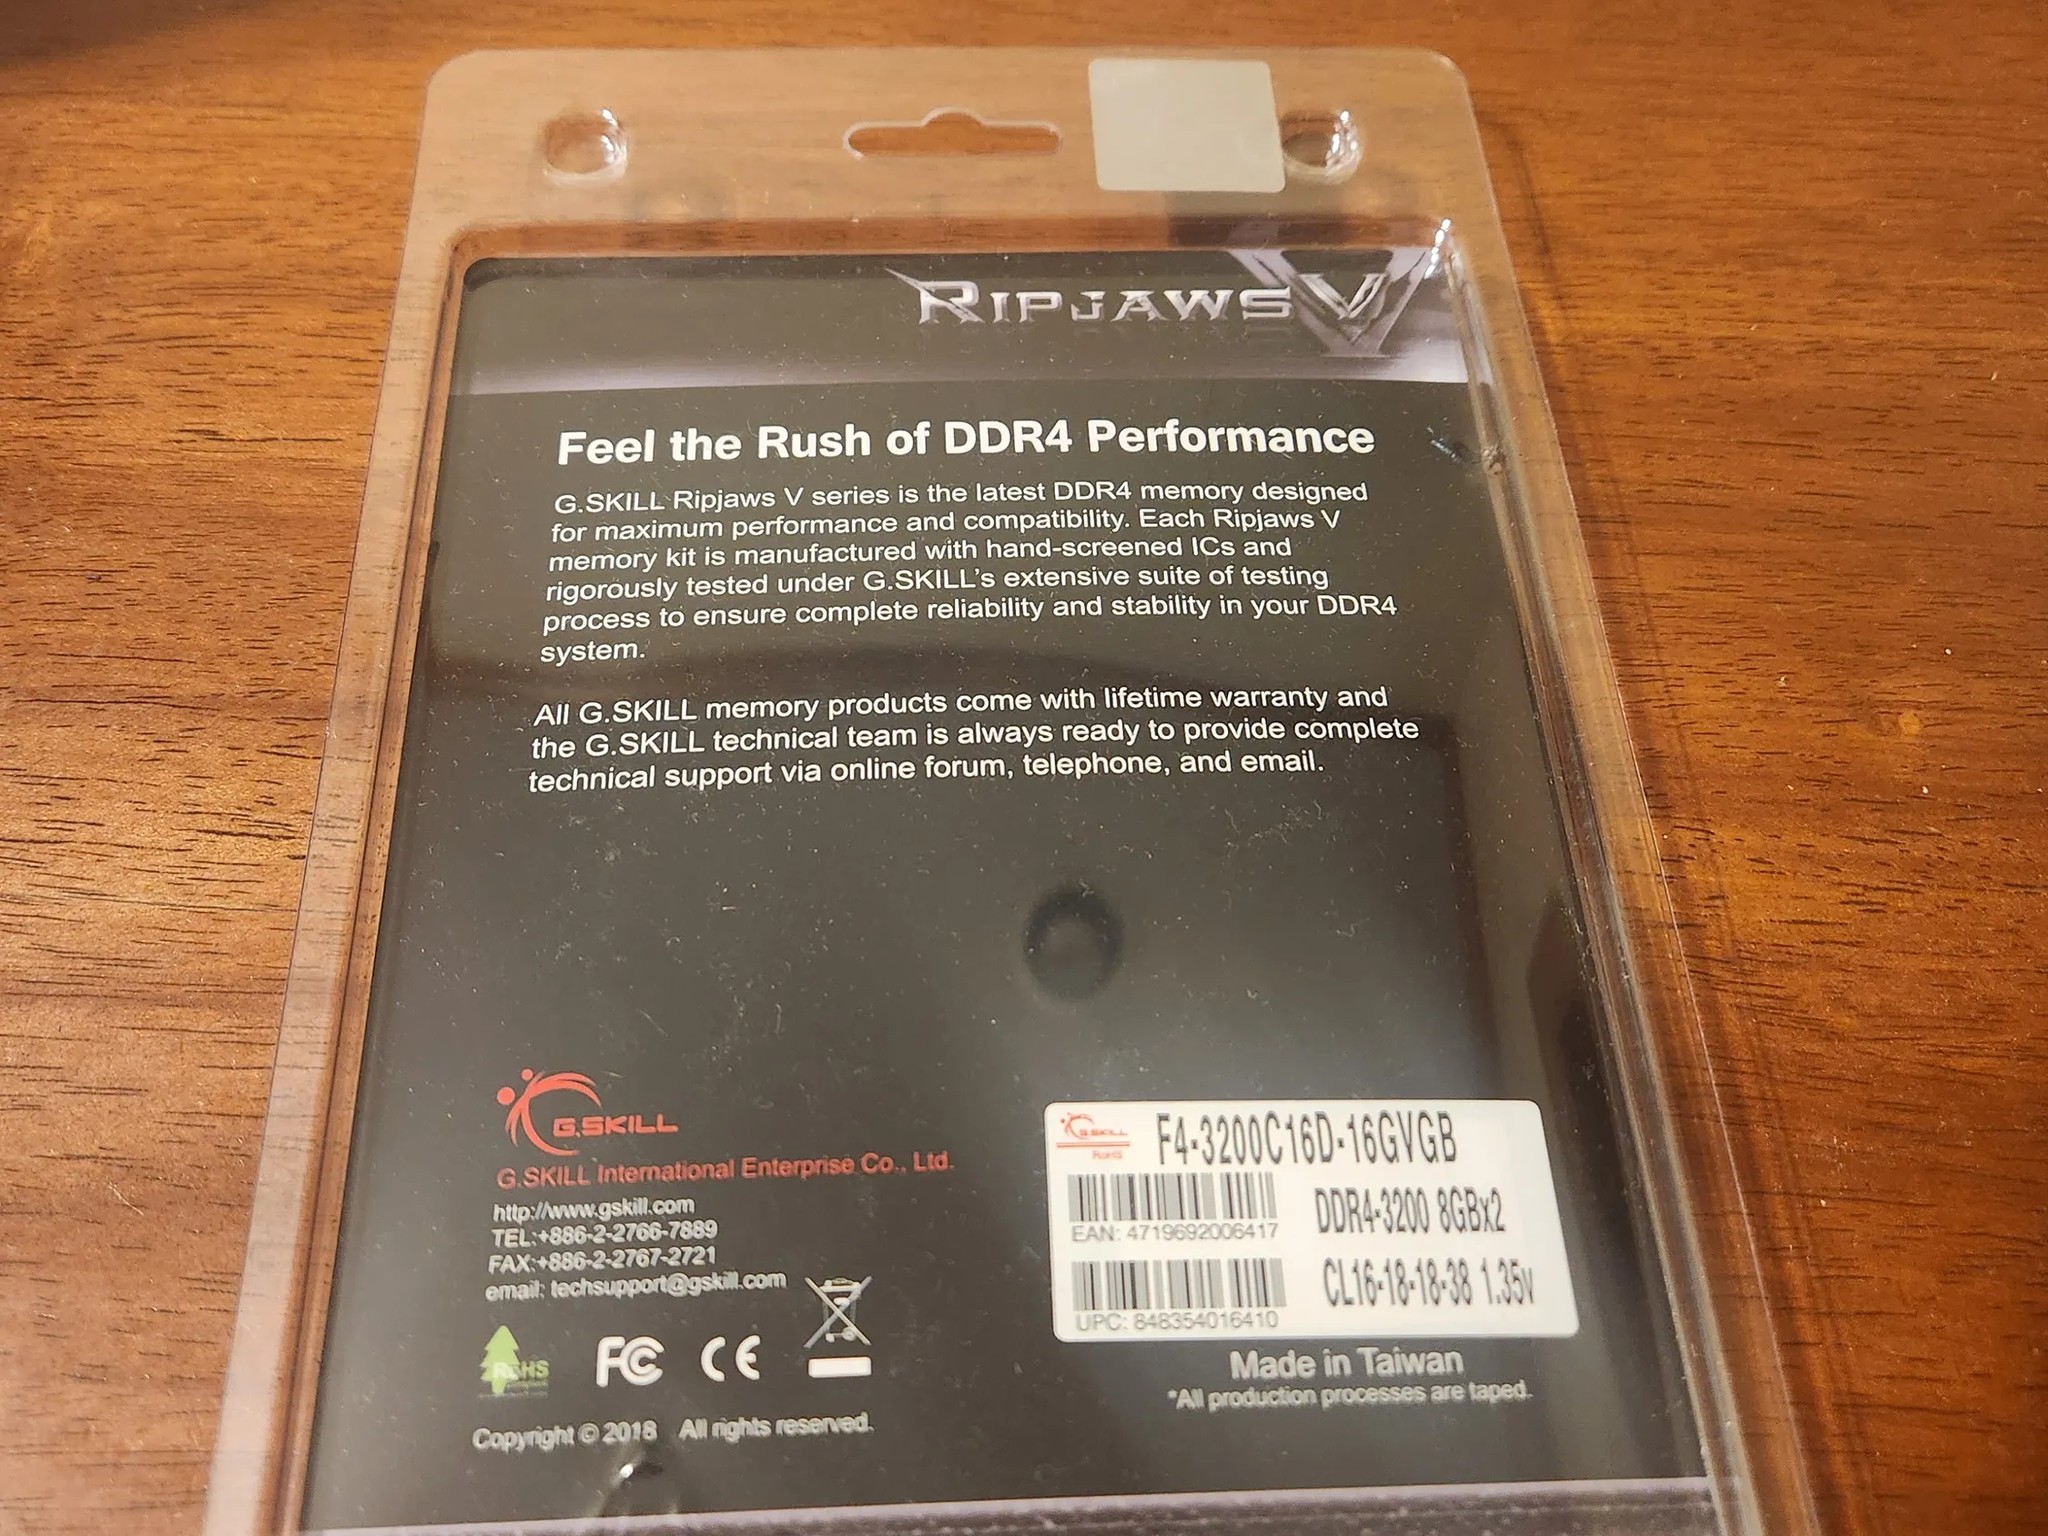 RIPJAWS V
Feel the Rush of DDR4 Performance
G.SKILL Ripjaws V series is the latest DDR4 memory designed
for maximum performance and compatibility. Each Ripjaws V
memory kit is manufactured with hand-screened ICs and
rigorously tested under G.SKILL's extensive suite of testing
process to ensure complete reliability and stability in your DDR4
system.
All G.SKILL memory products come with lifetime warranty and
the G.SKILL technical team is always ready to provide complete
technical support via online forum, telephone, and email.
G.SKILL
G.SKILL International Enterprise Co., Ltd.
http://www.gskill.com
TEL:+886-2-2766-7889
FAX:+886-2-2767-2721
email: techsupport@gskill.com
RoHS
FC CE
Copyright © 2018 All rights reserved.
G.SKILL
RoHS
F4-3200C16D-16GVGB
EAN: 4719692006417
DDR4-3200 8GBx2
UPC: 848354016410
CL16-18-18-38 1.35v
Made in Taiwan
*All production processes are taped.